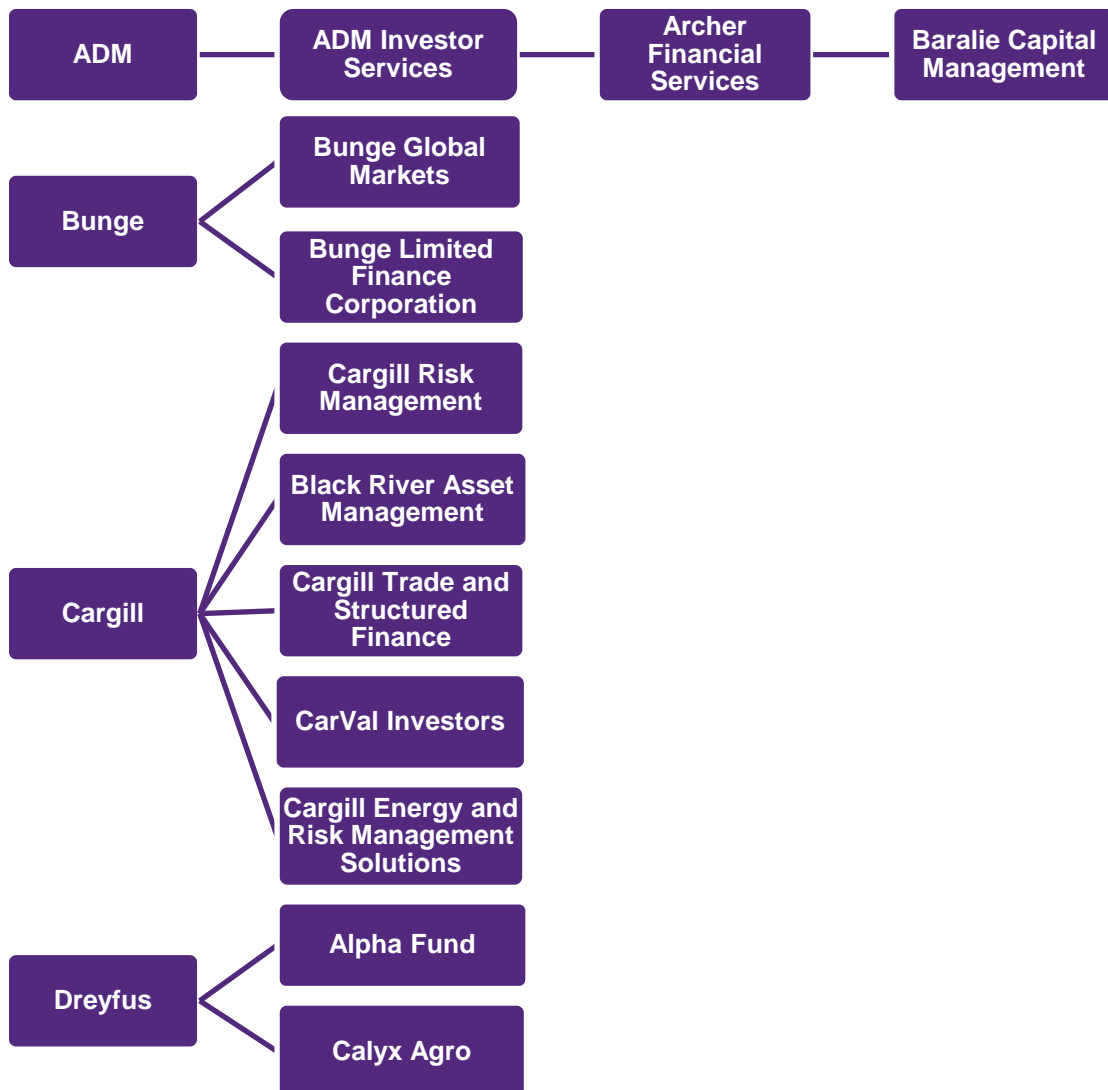 ADM
ADM Investor
Services
Archer
Financial
Services
Baralie Capital
Management
Bunge
Bunge Global
Markets
Bunge Limited
Finance
Corporation
Cargill
Cargill Risk
Management
Black River Asset
Management
Cargill Trade and
Structured
Finance
CarVal Investors
Cargill Energy and
Risk Management
Solutions
Dreyfus
Alpha Fund
Calyx Agro